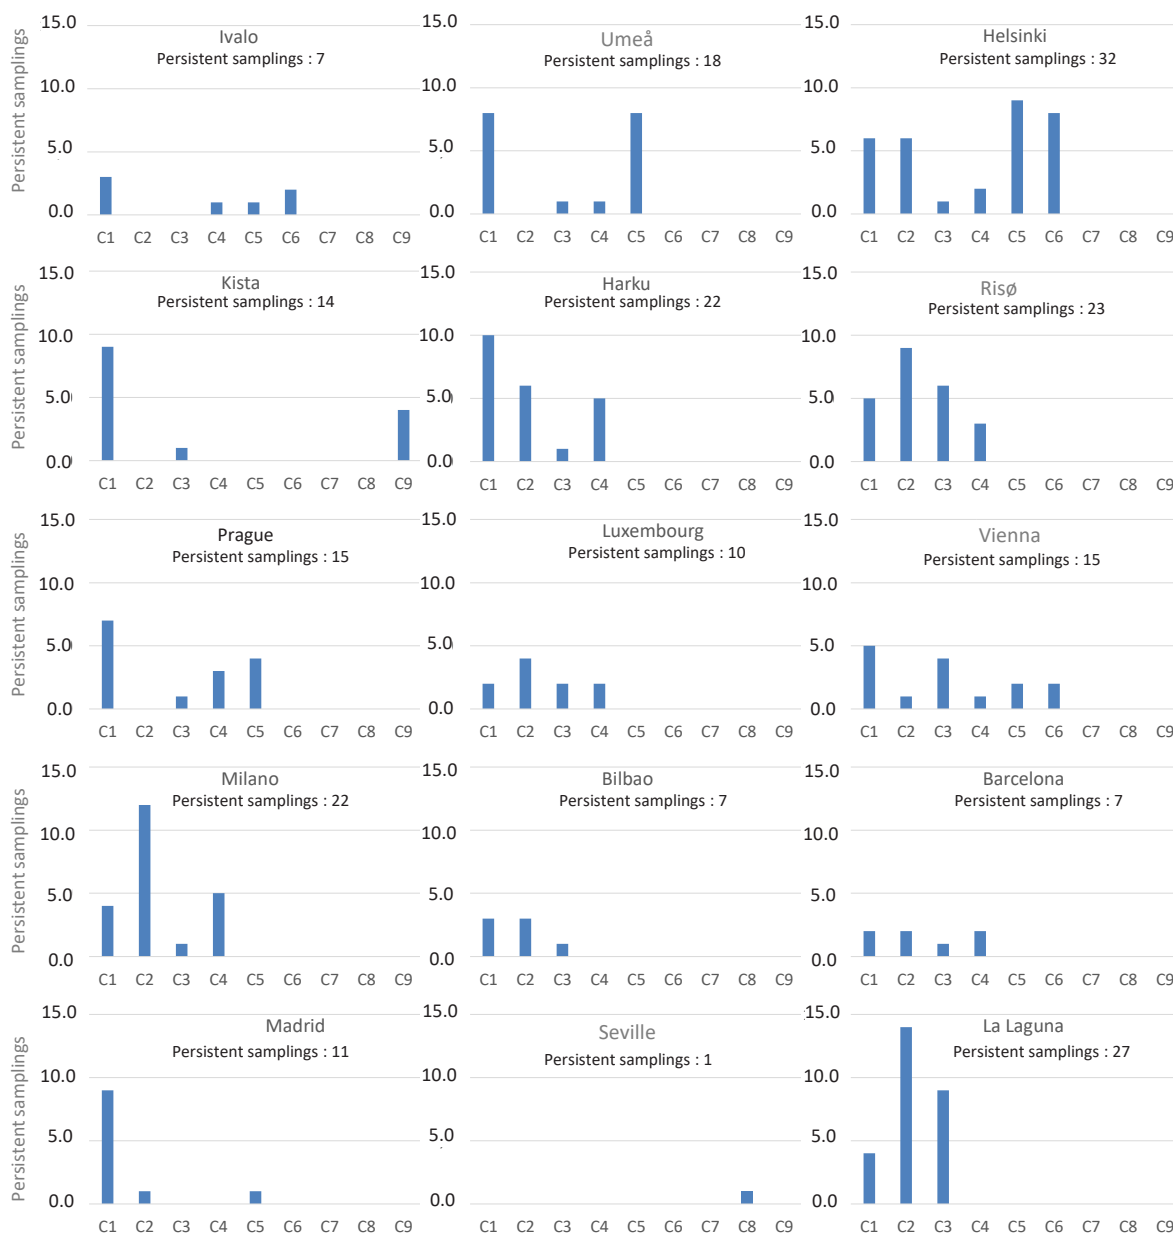 15.0 15.0 15.0
Ivalo Umeå Helsinki
Persistent samplings : 7 Persistent samplings : 18 Persistent samplings : 32
10.0 10.0 10.0
5.0 5.0 5.0
0.0 0.0 0.0
Persistent samplings
C1 C2 C3 C4 C5 C6 C7 C8 C9 C1 C2 C3 C4 C5 C6 C7 C8 C9 C1 C2 C3 C4 C5 C6 C7 C8 C9
15.0 15.0 15.0
Kista Harku Risø
Persistent samplings : 14 Persistent samplings : 22 Persistent samplings : 23
10.0 10.0 10.0
5.0 5.0 5.0
0.0 0.0 0.0
Persistent samplings
C1 C2 C3 C4 C5 C6 C7 C8 C9 C1 C2 C3 C4 C5 C6 C7 C8 C9 C1 C2 C3 C4 C5 C6 C7 C8 C9
15.0 15.0 15.0
Prague Luxembourg Vienna
Persistent samplings : 15 Persistent samplings : 10 Persistent samplings : 15
10.0 10.0 10.0
5.0 5.0 5.0
0.0 0.0 0.0
Persistent samplings
C1 C2 C3 C4 C5 C6 C7 C8 C9 C1 C2 C3 C4 C5 C6 C7 C8 C9 C1 C2 C3 C4 C5 C6 C7 C8 C9
15.0 15.0 15.0
Milano Bilbao Barcelona
Persistent samplings : 22 Persistent samplings : 7 Persistent samplings : 7
10.0 10.0 10.0
5.0 5.0 5.0
0.0 0.0 0.0
Persistent samplings
C1 C2 C3 C4 C5 C6 C7 C8 C9 C1 C2 C3 C4 C5 C6 C7 C8 C9 C1 C2 C3 C4 C5 C6 C7 C8 C9
15.0 15.0 15.0
Madrid Seville La Laguna
Persistent samplings : 11 Persistent samplings : 1 Persistent samplings : 27
10.0 10.0 10.0
5.0 5.0 5.0
0.0 0.0 0.0
Persistent samplings
C1 C2 C3 C4 C5 C6 C7 C8 C9 C1 C2 C3 C4 C5 C6 C7 C8 C9 C1 C2 C3 C4 C5 C6 C7 C8 C9